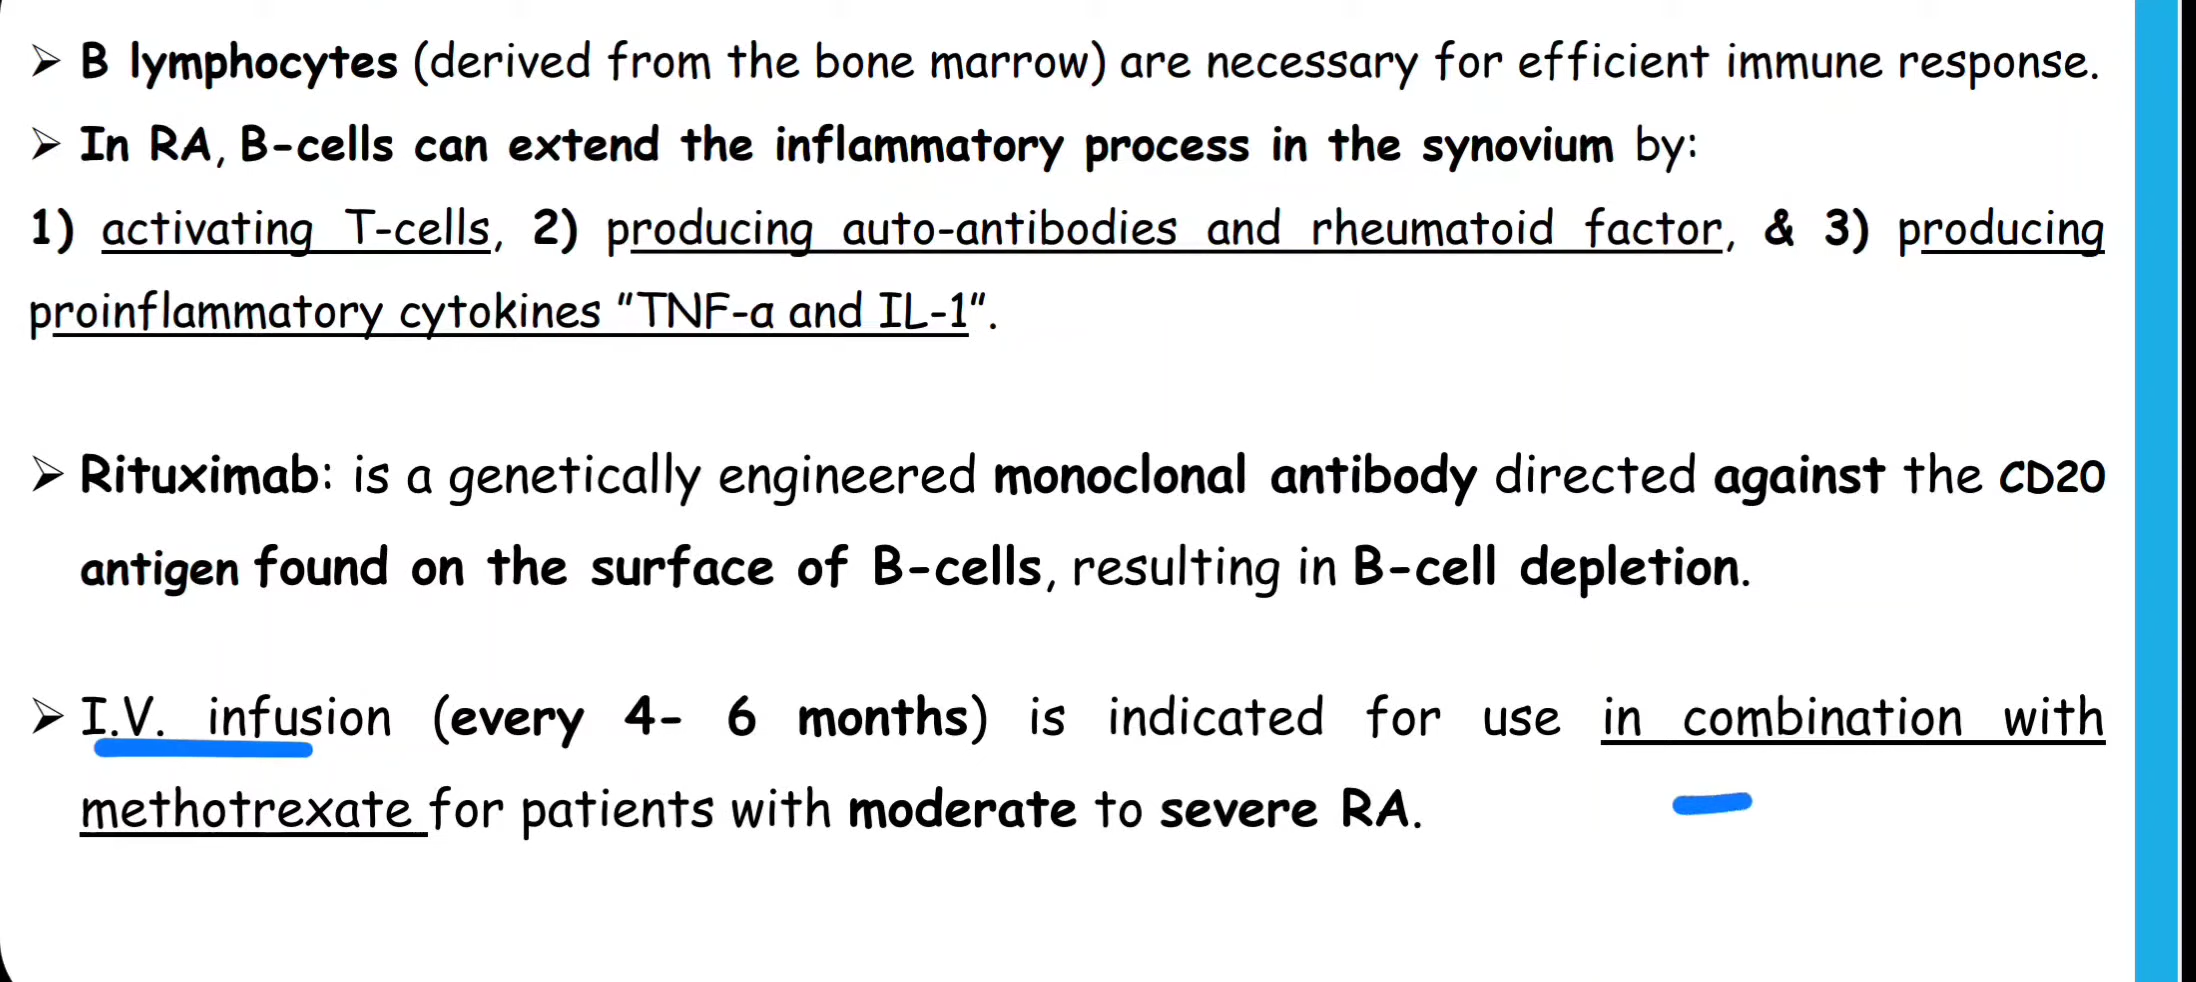 ➢ B lymphocytes (derived from the bone marrow) are necessary for efficient immune response.
➢ In RA, B-cells can extend the inflammatory process in the synovium by:
1) activating T-cells, 2) producing auto-antibodies and rheumatoid factor, & 3) producing
proinflammatory cytokines "TNF-α and IL-1".
➢ Rituximab: is a genetically engineered monoclonal antibody directed against the CD20
antigen found on the surface of B-cells, resulting in B-cell depletion.
➢ I.V. infusion (every 4- 6 months) is indicated for use in combination with
methotrexate for patients with moderate to severe RA.